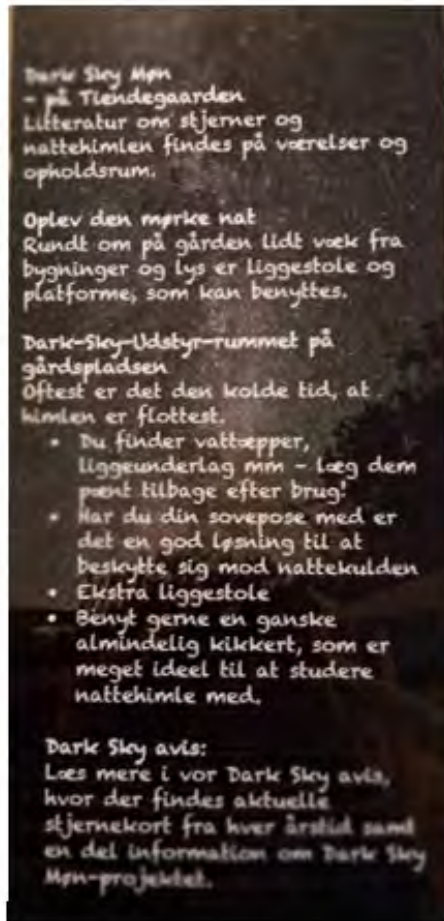 Dark Sky Møn
- på Tiendegaarden
Litteratur om stjerner og
nattehimlen findes på værelser og
opholdsrum.
Oplev den mørke nat
Rundt om på gården lidt væk fra
bygninger og lys er liggestole og
platforme, som kan benyttes.
Dark-Sky-Udstyr-rummet på
gårdspladsen
Oftest er det den kolde tid, at
himlen er flottest.
• Du finder vattæpper,
liggeunderlag mm - læg dem
pænt tilbage efter brug!
• Har du din sovepose med er
det en god løsning til at
beskytte sig mod nattekulden
• Ekstra liggestole
• Benyt gerne en ganske
almindelig kikkert, som er
meget ideel til at studere
nattehimle med.
Dark Sky avis:
Læs mere i vor Dark Sky avis,
hvor der findes aktuelle
stjernekort fra hver årstid samt
en del information om Dark Sky
Møn-projektet.